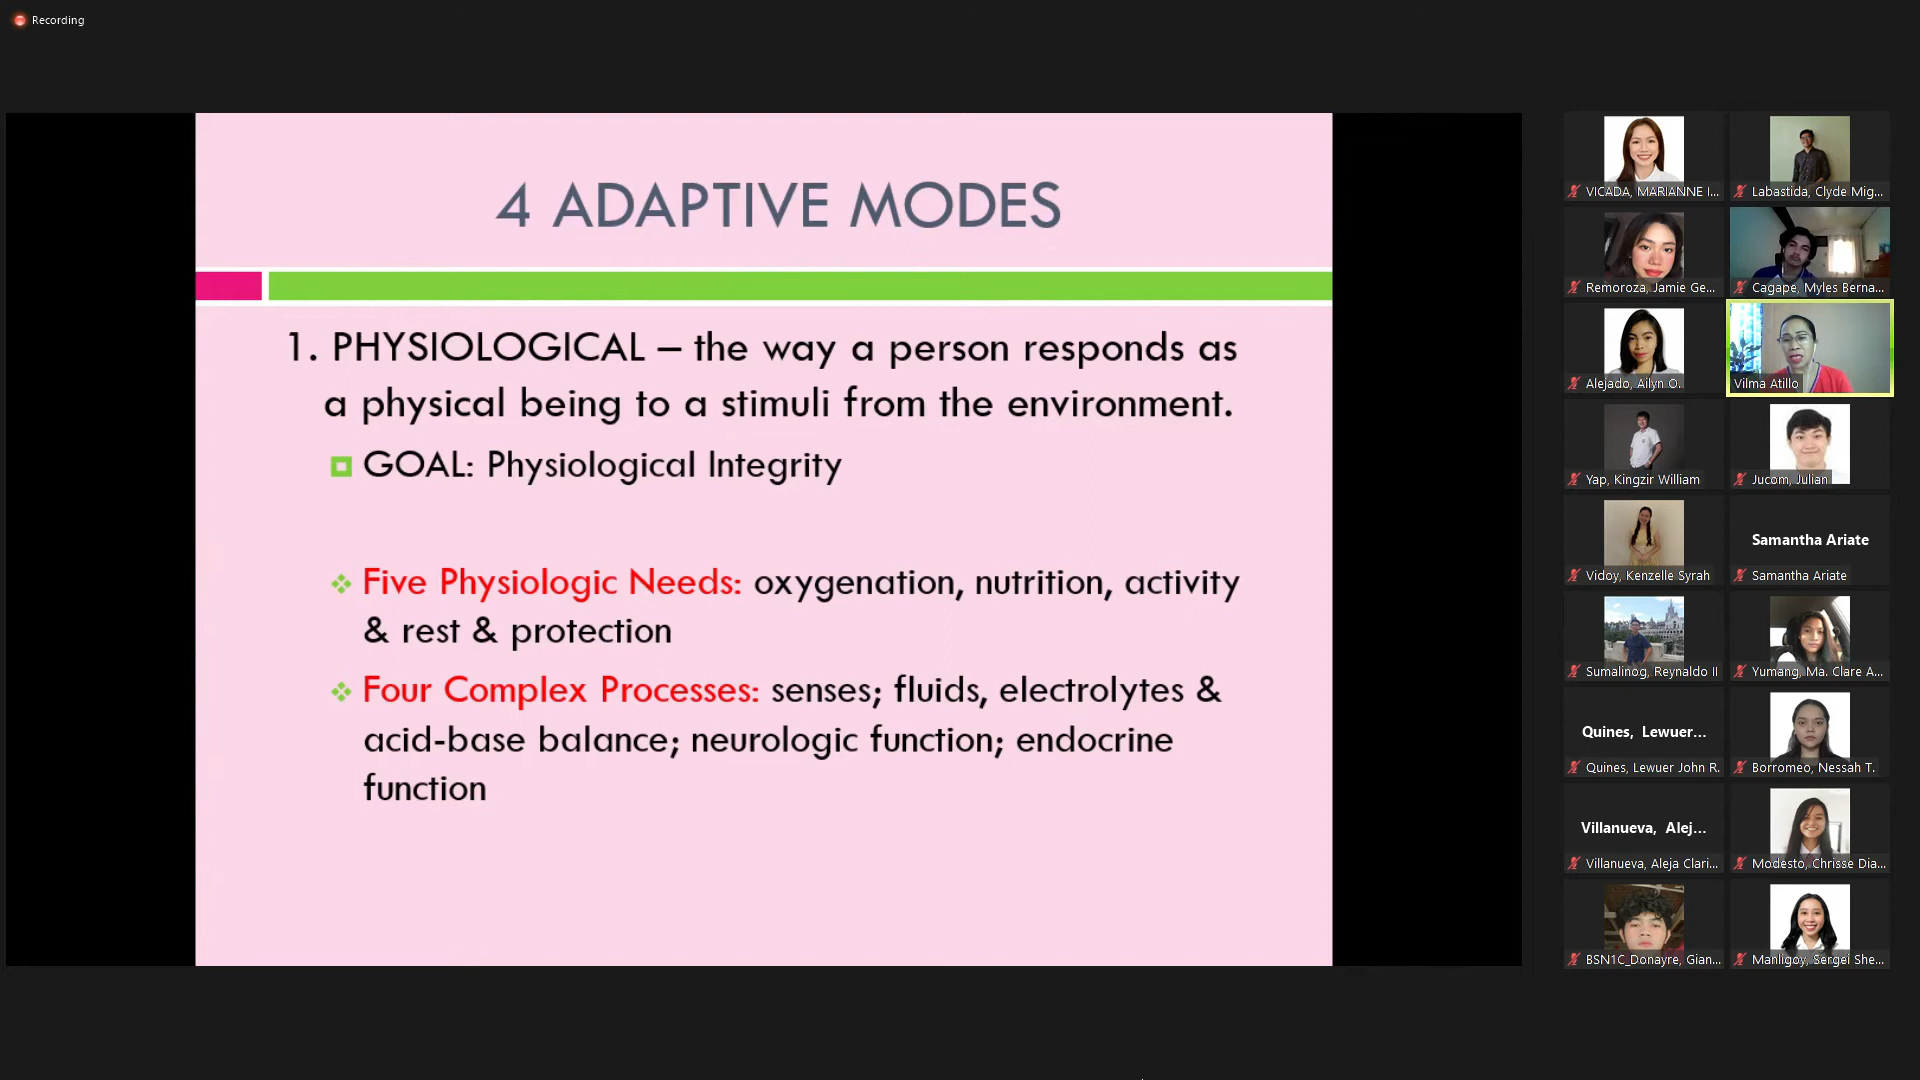 Recording
4 ADAPTIVE MODES
1. PHYSIOLOGICAL – the way a person responds as
a physical being to a stimuli from the environment.
GOAL: Physiological Integrity
Five Physiologic Needs: oxygenation, nutrition, activity
& rest & protection
Four Complex Processes: senses; fluids, electrolytes &
acid-base balance; neurologic function; endocrine
function
VICADA, MARIANNE I...
Labastida, Clyde Mig...
Remoroza, Jamie Ge...
Cagape, Myles Berna...
Alejado, Ailyn O.
Vilma Atillo
Yap, Kingzir William
Jucom, Julian
Vidoy, Kenzelle Syrah
Samantha Ariate
Samantha Ariate
Sumalinog, Reynaldo II
Yumang, Ma. Clare A...
Quines, Lewuer...
Quines, Lewuer John R.
Borromeo, Nessah T.
Villanueva, Alej...
Villanueva, Aleja Clari...
Modesto, Chrisse Dia...
BSN1C_Donayre, Gian...
Manligoy, Sergei She...